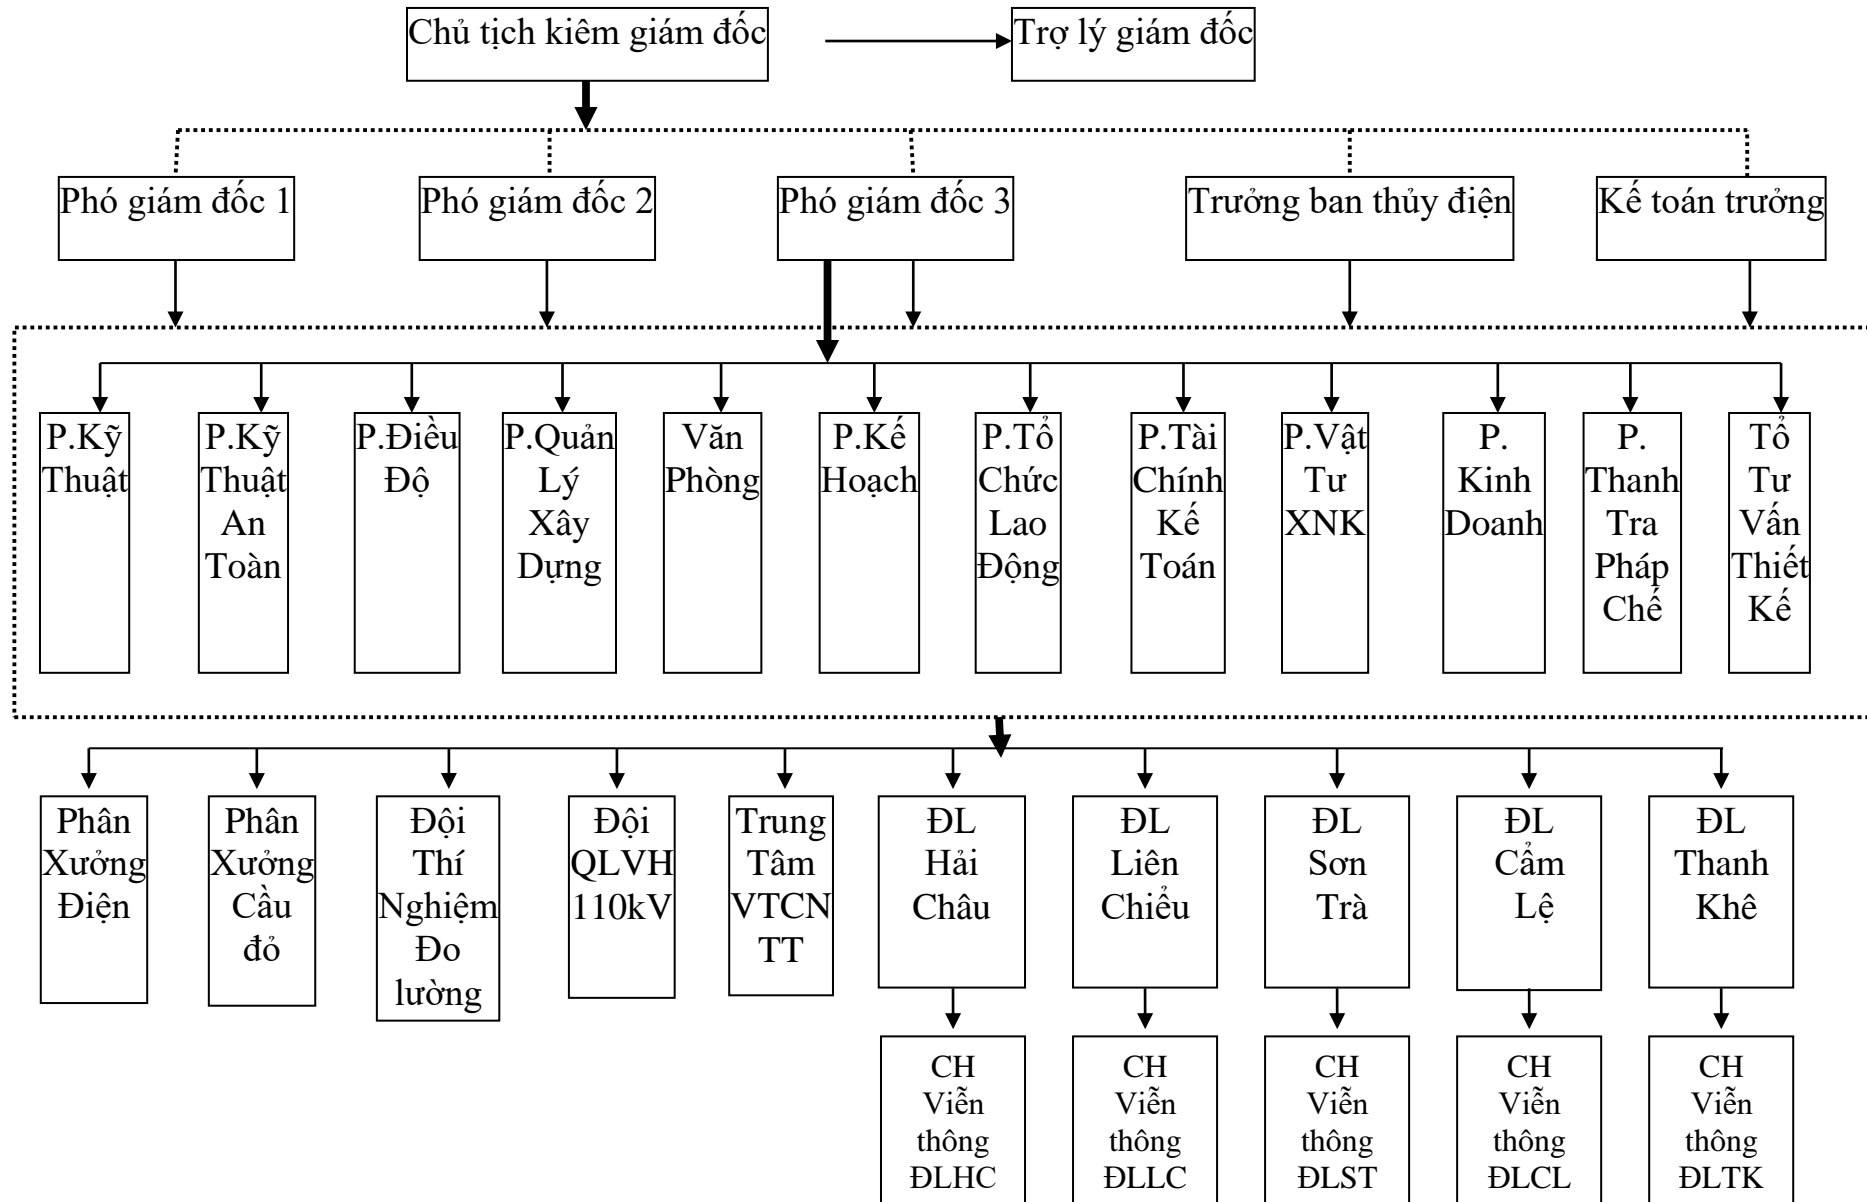 Chủ tịch kiêm giám đốc
Trợ lý giám đốc
Phó giám đốc 1
Phó giám đốc 2
Phó giám đốc 3
Trưởng ban thủy điện
Kế toán trưởng
P.Kỹ
Thuật
P.Kỹ
Thuật
An
Toàn
P.Điều
Độ
P.Quản
Lý
Xây
Dựng
Văn
Phòng
P.Kế
Hoạch
P.Tổ
Chức
Lao
Động
P.Tài
Chính
Kế
Toán
P.Vật
Tư
XNK
P.
Kinh
Doanh
P.
Thanh
Tra
Pháp
Chế
Tổ
Tư
Vấn
Thiết
Kế
Phân
Xưởng
Điện
Phân
Xưởng
Cầu
đỏ
Đội
Thí
Nghiệm
Đo
lường
Đội
QLVH
110kV
Trung
Tâm
VTCN
TT
ĐL
Hải
Châu
ĐL
Liên
Chiểu
ĐL
Sơn
Trà
ĐL
Cẩm
Lệ
ĐL
Thanh
Khê
CH
Viễn
thông
ĐLHC
CH
Viễn
thông
ĐLLC
CH
Viễn
thông
ĐLST
CH
Viễn
thông
ĐLCL
CH
Viễn
thông
ĐLTK